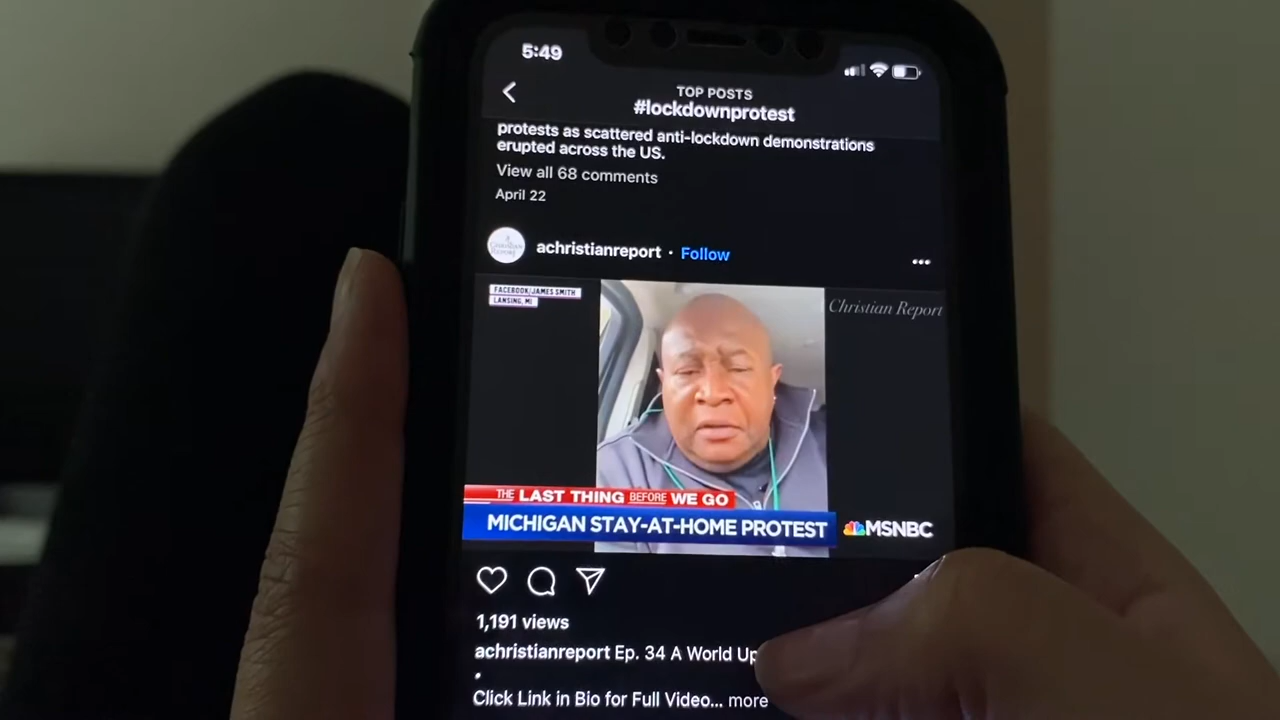 5:49
TOP POSTS
#lockdownprotest
protests as scattered anti-lockdown demonstrations
erupted across the US.
View all 68 comments
April 22
achristianreport · Follow
FACEBOOK/JAMES SMITH
LANSING, MI
Christian Report
THE LAST THING BEFORE WE GO
MICHIGAN STAY-AT-HOME PROTEST
MSNBC
1,191 views
achristianreport Ep. 34 A World Up
Click Link in Bio for Full Video... more